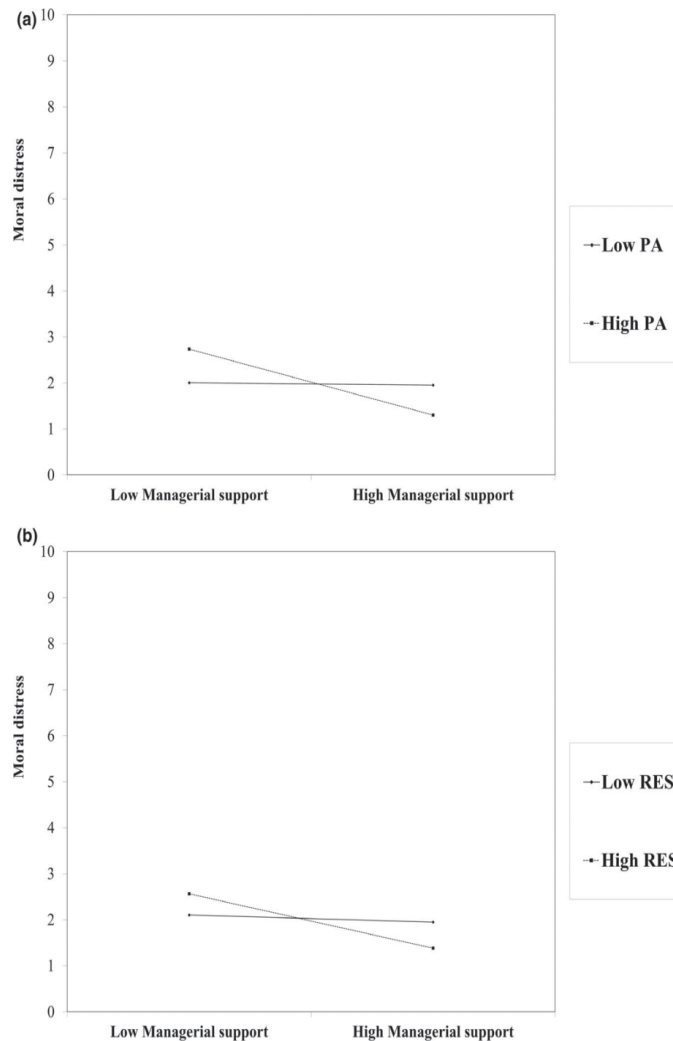 (a)
10
9
8
7
6
5
4
3
2
1
0
Moral distress
Low Managerial support
High Managerial support
Low PA
High PA
(b)
10
9
8
7
6
5
4
3
2
1
0
Moral distress
Low Managerial support
High Managerial support
Low RES
High RES